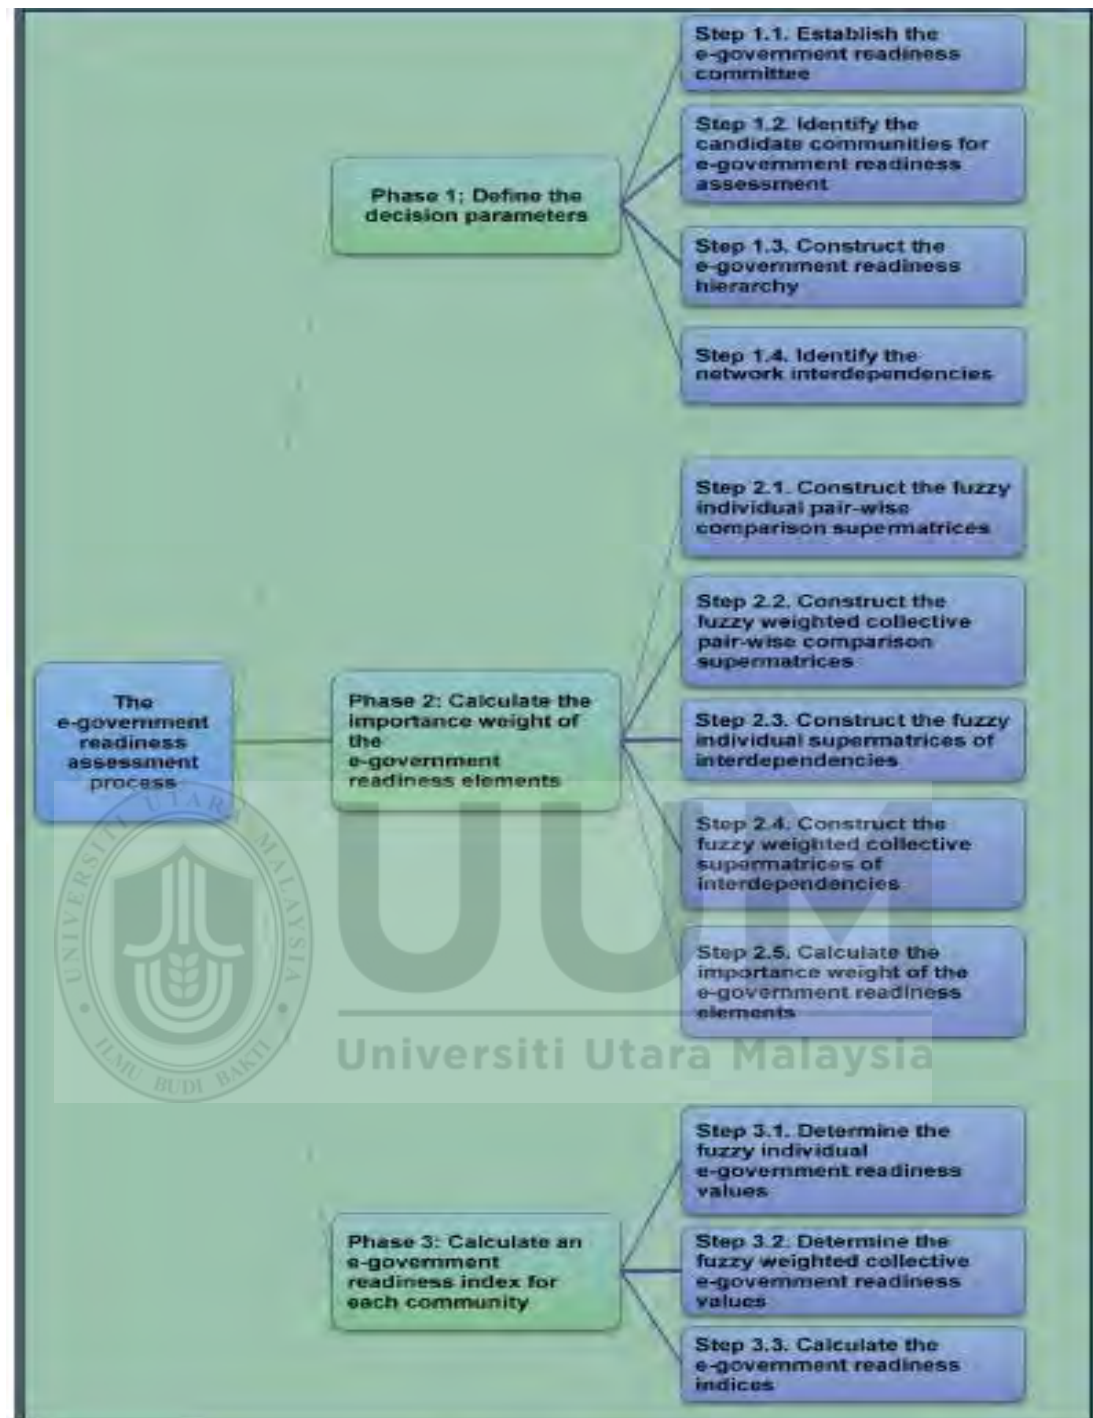 Step 1.1. Establish the
e-government readiness
committee
Step 1.2. Identify the
candidate communities for
e-government readiness
assessment
Phase 1: Define the
decision parameters
Step 1.3. Construct the
e-government readiness
hierarchy
Step 1.4. Identify the
network interdependencies
Step 2.1. Construct the fuzzy
individual pair-wise
comparison supermatrices
Step 2.2. Construct the
fuzzy weighted collective
pair-wise comparison
supermatrices
The
e-government
readiness
assessment
process
Phase 2: Calculate the
importance weight of
the
e-government
readiness elements
Step 2.3. Construct the fuzzy
individual supermatrices of
interdependencies
Step 2.4. Construct the
fuzzy weighted collective
supermatrices of
interdependencies
Step 2.5. Calculate the
importance weight of the
e-government readiness
elements
UNIVERSITI UTARA MALAYSIA
ILMU BUDI BAKTI
UUM
Universiti Utara Malaysia
Step 3.1. Determine the
fuzzy individual
e-government readiness
values
Phase 3: Calculate an
e-government
readiness index for
each community
Step 3.2. Determine the
fuzzy weighted collective
e-government readiness
values
Step 3.3. Calculate the
e-government readiness
indices